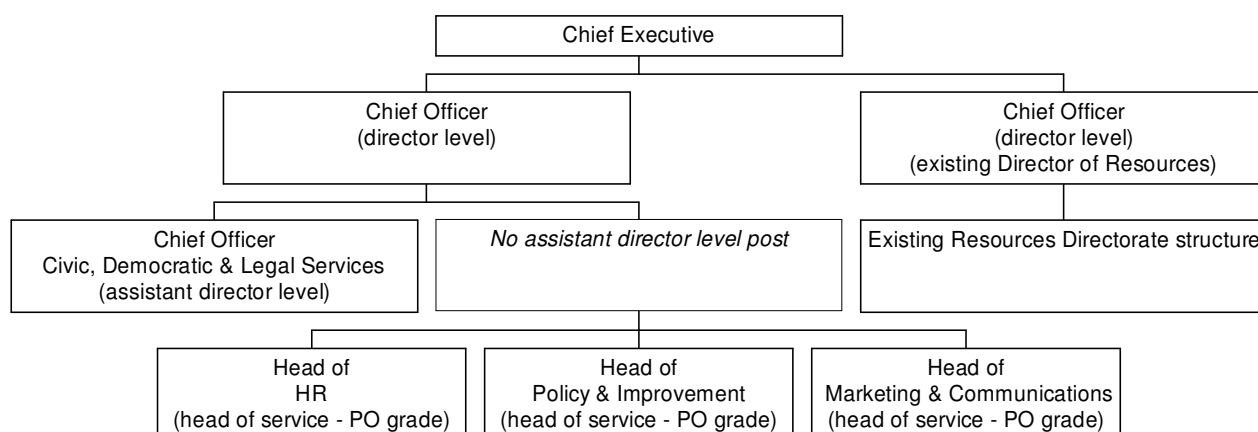 Chief Executive
Chief Officer
(director level)
Chief Officer
(director level)
(existing Director of Resources)
Chief Officer
Civic, Democratic & Legal Services
(assistant director level)
No assistant director level post
Existing Resources Directorate structure
Head of
HR
(head of service - PO grade)
Head of
Policy & Improvement
(head of service - PO grade)
Head of
Marketing & Communications
(head of service - PO grade)